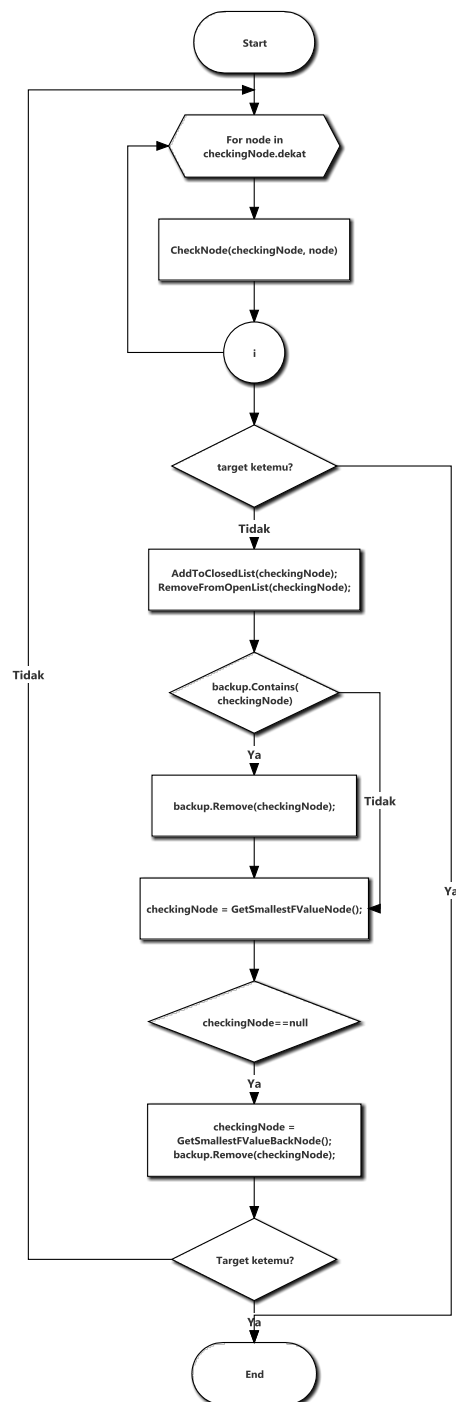 Start
For node in
checkingNode.dekat
CheckNode(checkingNode, node)
i
target ketemu?
Tidak
AddToClosedList(checkingNode);
RemoveFromOpenList(checkingNode);
Tidak
backup.Contains(
checkingNode)
Ya
backup.Remove(checkingNode);
Tidak
Ya
checkingNode = GetSmallestFValueNode();
checkingNode==null
Ya
checkingNode =
GetSmallestFValueBackNode();
backup.Remove(checkingNode);
Target ketemu?
Ya
End